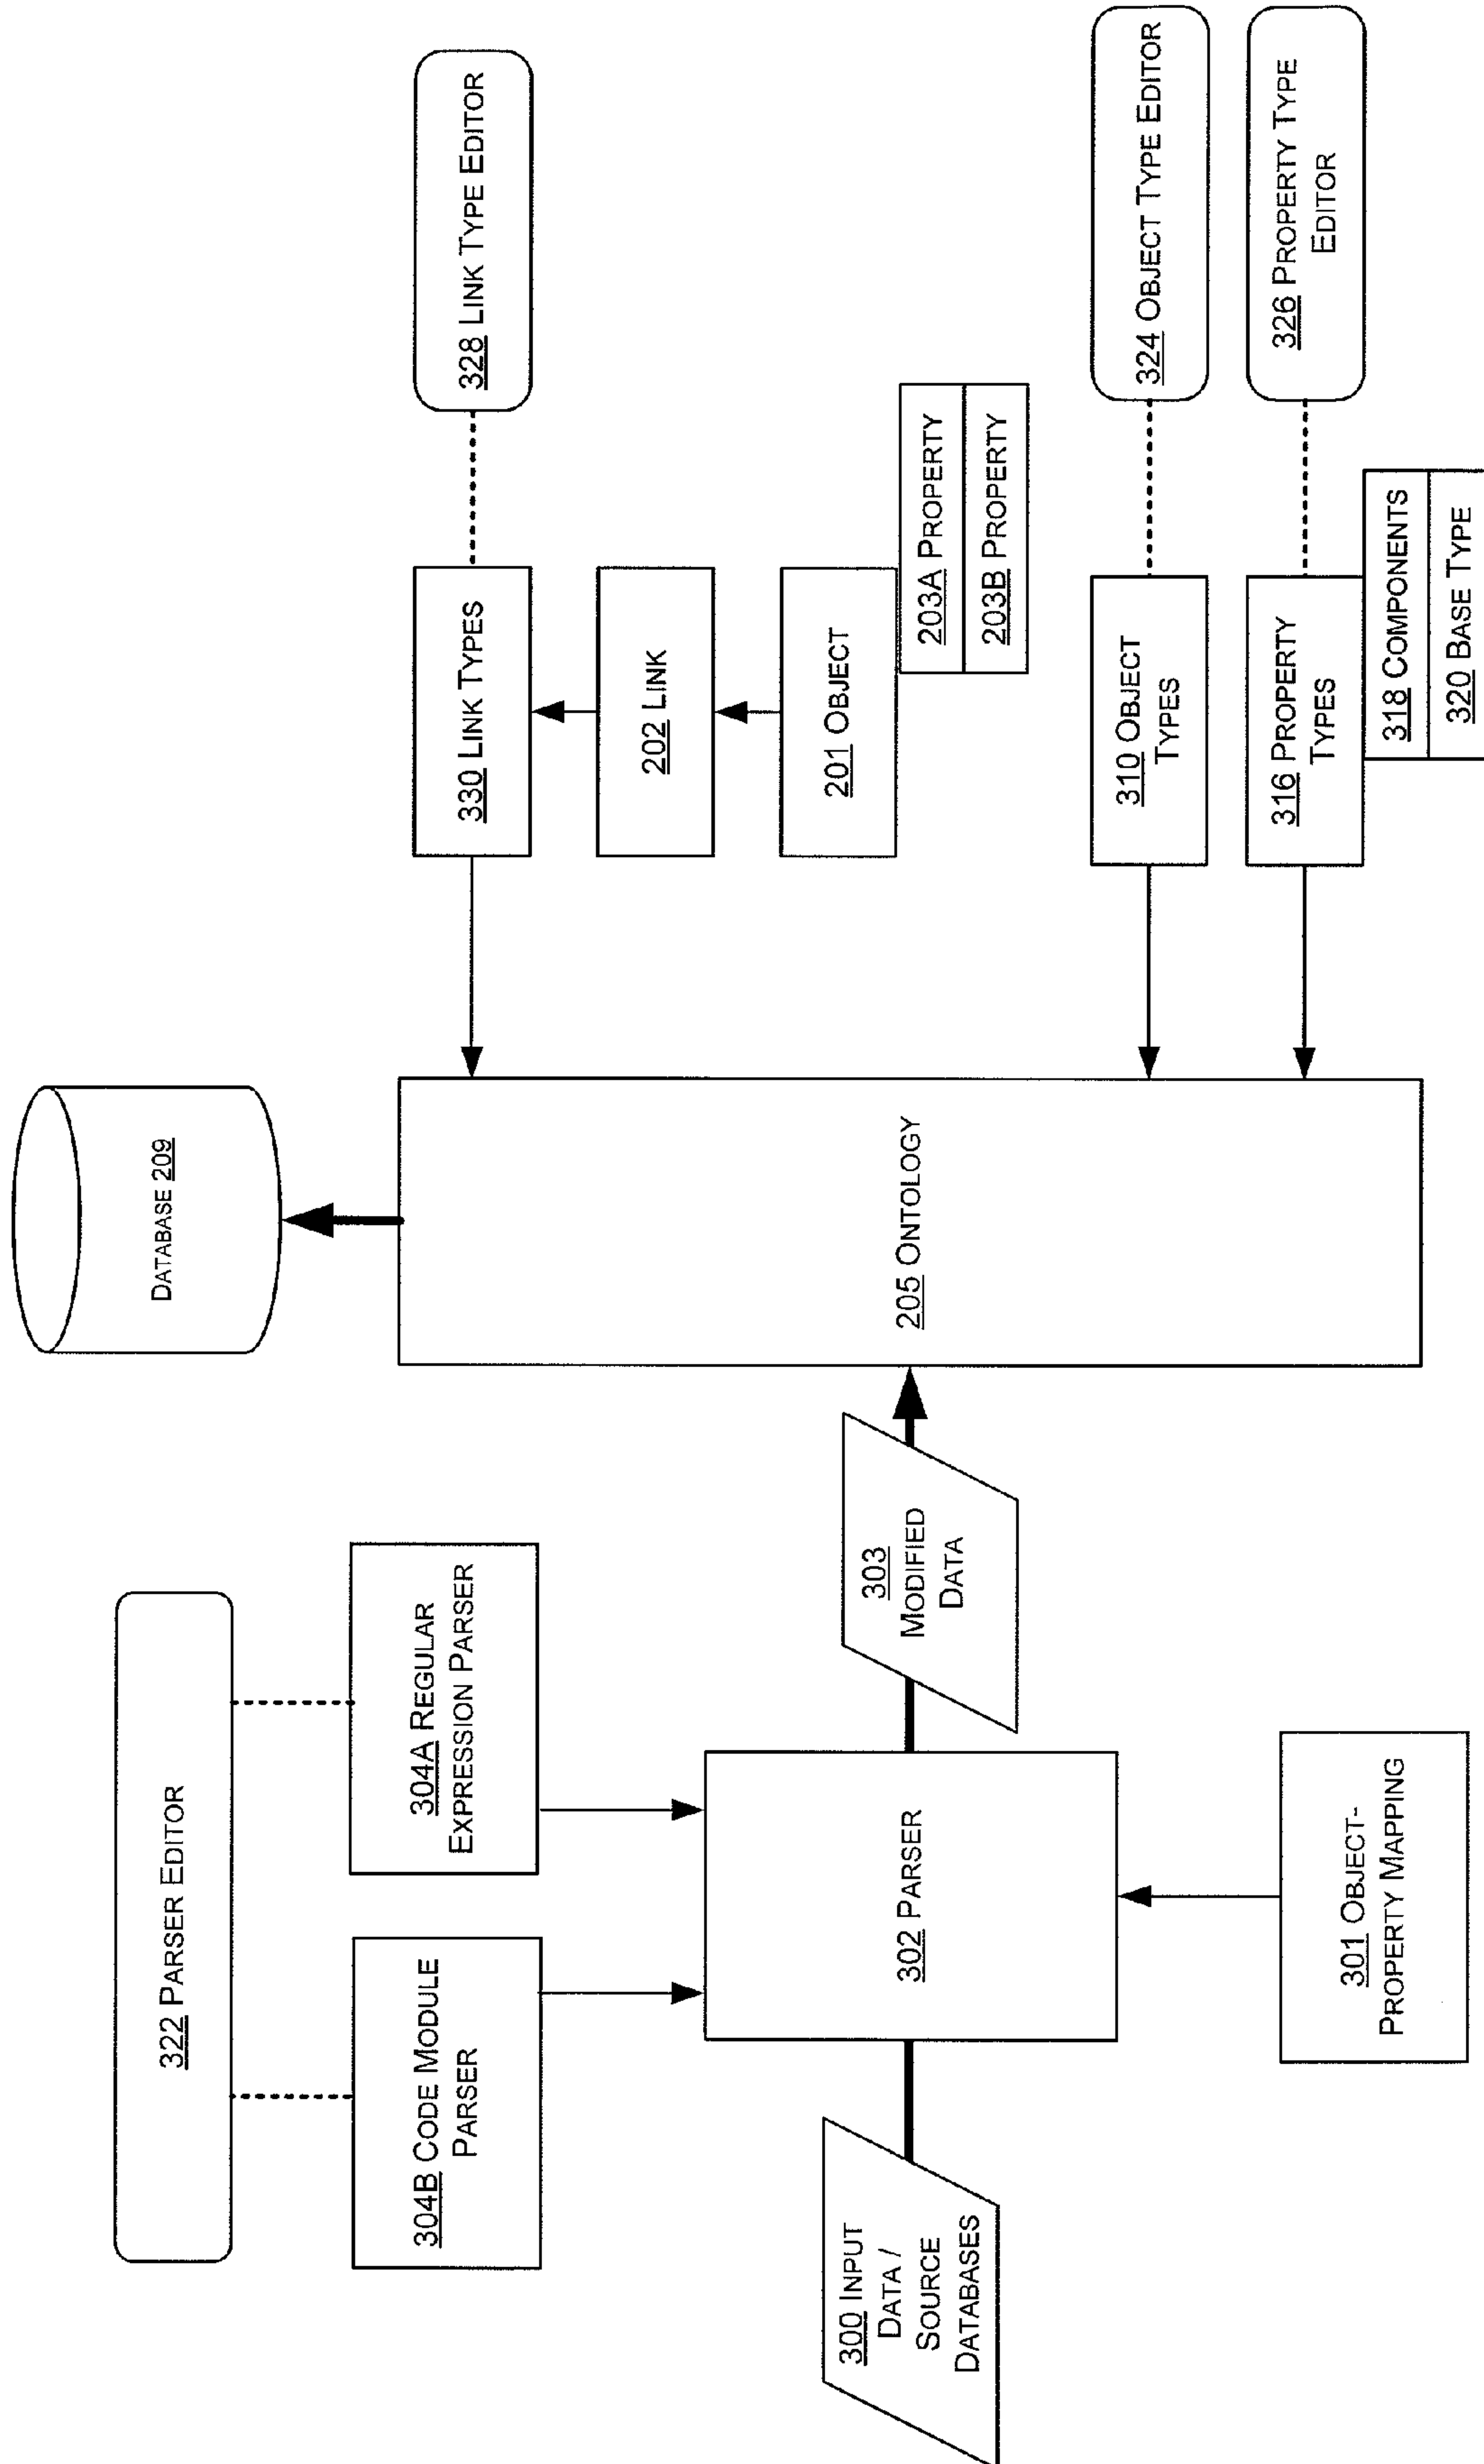 322 PARSER EDITOR
304B CODE MODULE
PARSER
304A REGULAR
EXPRESSION PARSER
300 INPUT
DATA /
SOURCE
DATABASES
302 PARSER
303
MODIFIED
DATA
301 OBJECT-
PROPERTY MAPPING
DATABASE 209
205 ONTOLOGY
330 LINK TYPES
328 LINK TYPE EDITOR
202 LINK
201 OBJECT
203A PROPERTY
203B PROPERTY
310 OBJECT
TYPES
324 OBJECT TYPE EDITOR
316 PROPERTY
TYPES
326 PROPERTY TYPE
EDITOR
318 COMPONENTS
320 BASE TYPE